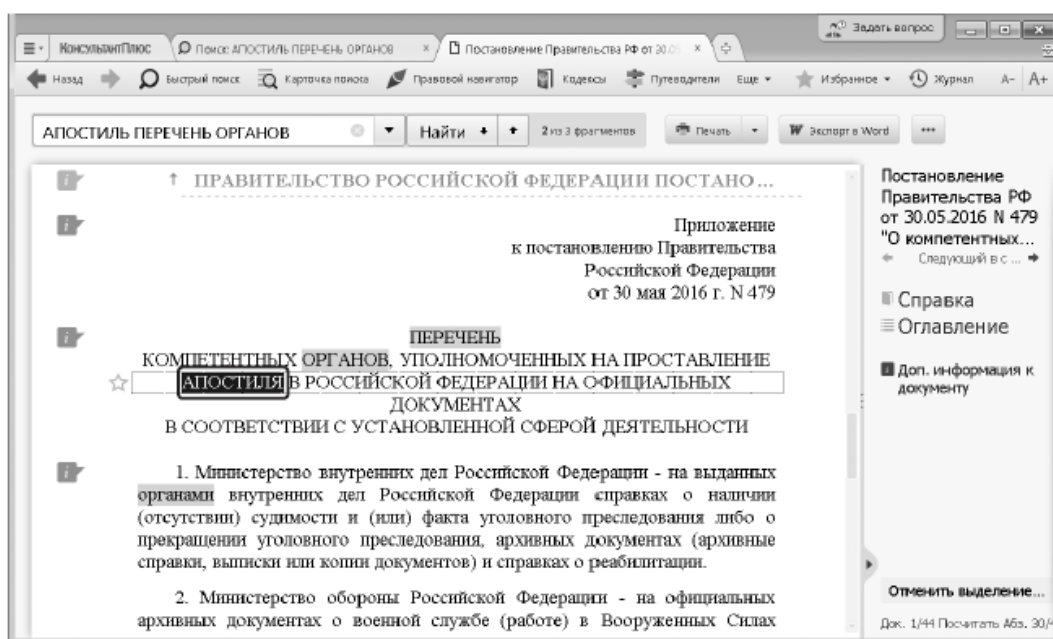 Задать вопрос
КонсультантПлюс Поиск: АПОСТИЛЬ ПЕРЕЧЕНЬ ОРГАНОВ × Постановление Правительства РФ от 30.0 ×
Назад Быстрый поиск Карточка поиска Правовой навигатор Кодексы Путеводители Еще Избранное Журнал A- A+
АПОСТИЛЬ ПЕРЕЧЕНЬ ОРГАНОВ Найти 2 из 3 фрагментов Печать Экспорт в Word ...
↑ ПРАВИТЕЛЬСТВО РОССИЙСКОЙ ФЕДЕРАЦИИ ПОСТАНО ...
Приложение
к постановлению Правительства
Российской Федерации
от 30 мая 2016 г. N 479
ПЕРЕЧЕНЬ
КОМПЕТЕНТНЫХ ОРГАНОВ, УПОЛНОМОЧЕННЫХ НА ПРОСТАВЛЕНИЕ
АПОСТИЛЯ В РОССИЙСКОЙ ФЕДЕРАЦИИ НА ОФИЦИАЛЬНЫХ
ДОКУМЕНТАХ
В СООТВЕТСТВИИ С УСТАНОВЛЕННОЙ СФЕРОЙ ДЕЯТЕЛЬНОСТИ
1. Министерство внутренних дел Российской Федерации - на выданных
органами внутренних дел Российской Федерации справках о наличии
(отсутствии) судимости и (или) факта уголовного преследования либо о
прекращении уголовного преследования, архивных документах (архивные
справки, выписки или копии документов) и справках о реабилитации.
2. Министерство обороны Российской Федерации - на официальных
архивных документах о военной службе (работе) в Вооруженных Силах
Постановление
Правительства РФ
от 30.05.2016 N 479
"О компетентных...
Следующий в с ...
Справка
Оглавление
Доп. информация к
документу
Отменить выделение...
Док. 1/44 Посчитать Абз. 30/